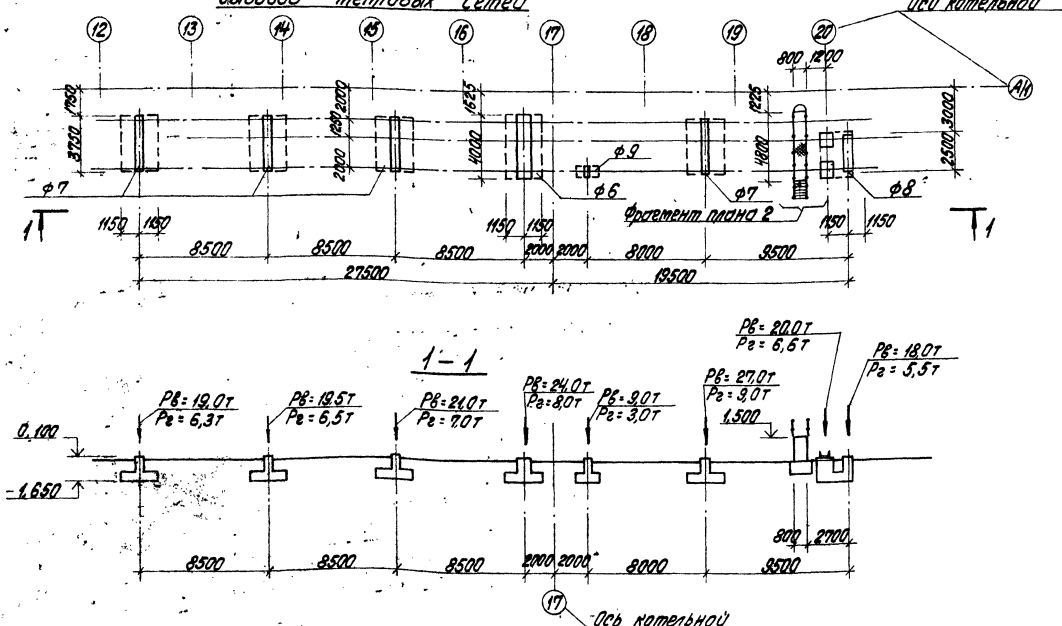 выводов тепловых сетей
Оси котельной
12 13 14 15 16 17 18 19 20
800 1200
А/1
1750 2000 1525 1225 3000
3750 1250 2000 4000 4800 2500
ф7 ф9 ф6 ф7 ф8
Фрагмент плана 2
1 1150 1150 1150 1150 1150 1150 1
8500 8500 8500 2000 2000 8000 9500
27500 19500
1-1
Рв= 19,0т
Рг= 6,3т
Рв= 19,5т
Рг= 6,5т
Рв= 21,0т
Рг= 7,0т
Рв= 24,0т
Рг= 8,0т
Рв= 9,0т
Рг= 3,0т
Рв= 27,0т
Рг= 9,0т
Рв= 20,0т
Рг= 6,6т
Рв= 18,0т
Рг= 5,5т
0,100
1,500
-1,650
800 2700
8500 8500 8500 2000 2000 8000 9500
17
Ось котельной